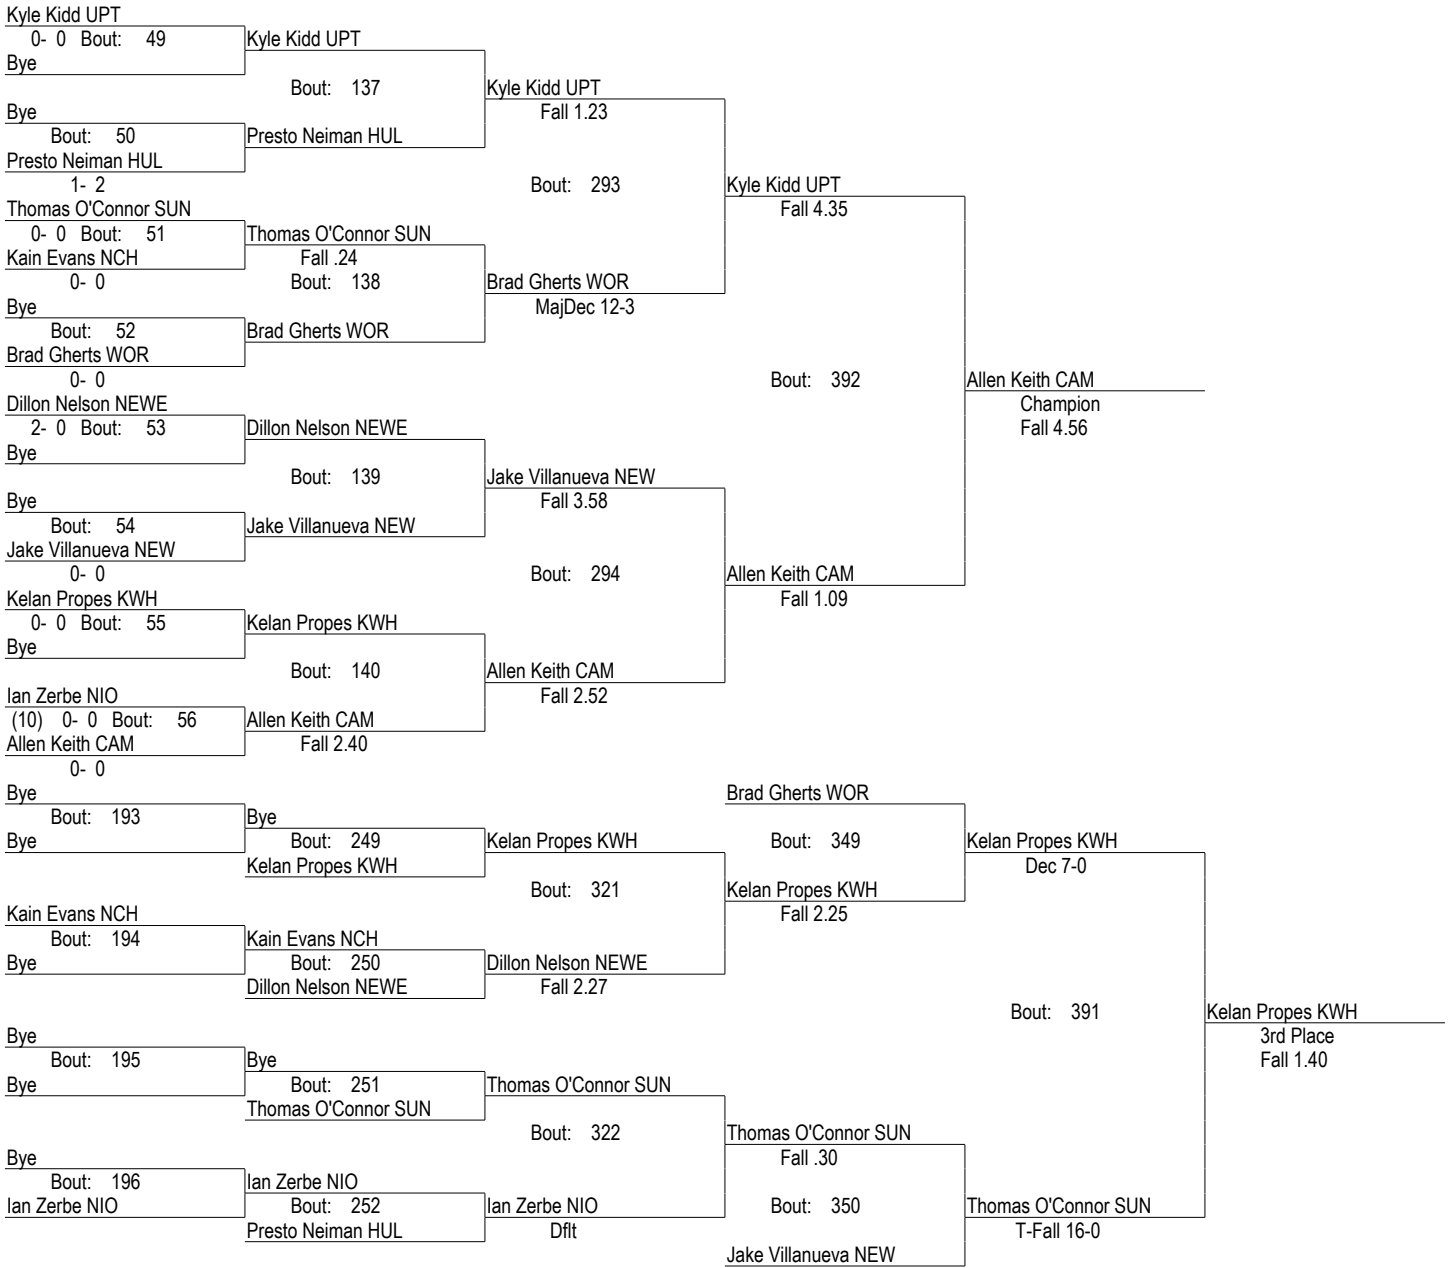 Kyle Kidd UPT
0- 0 Bout: 49 Kyle Kidd UPT
Bye
Bout: 137 Kyle Kidd UPT
Bye Fall 1.23
Bout: 50 Presto Neiman HUL
Presto Neiman HUL
1- 2 Bout: 293 Kyle Kidd UPT
Thomas O'Connor SUN Fall 4.35
0- 0 Bout: 51 Thomas O'Connor SUN
Kain Evans NCH Fall .24
0- 0 Bout: 138 Brad Gherts WOR
Bye MajDec 12-3
Bout: 52 Brad Gherts WOR
Brad Gherts WOR
0- 0 Bout: 392 Allen Keith CAM
Dillon Nelson NEWE Champion
2- 0 Bout: 53 Dillon Nelson NEWE Fall 4.56
Bye
Bout: 139 Jake Villanueva NEW
Bye Fall 3.58
Bout: 54 Jake Villanueva NEW
Jake Villanueva NEW
0- 0 Bout: 294 Allen Keith CAM
Kelan Propes KWH Fall 1.09
0- 0 Bout: 55 Kelan Propes KWH
Bye
Bout: 140 Allen Keith CAM
Ian Zerbe NIO Fall 2.52
(10) 0- 0 Bout: 56 Allen Keith CAM
Allen Keith CAM Fall 2.40
0- 0
Bye Brad Gherts WOR
Bout: 193 Bye
Bye Bout: 249 Kelan Propes KWH Bout: 349 Kelan Propes KWH
Kelan Propes KWH Dec 7-0
Bout: 321 Kelan Propes KWH
Kain Evans NCH Fall 2.25
Bout: 194 Kain Evans NCH
Bye Bout: 250 Dillon Nelson NEWE
Dillon Nelson NEWE Fall 2.27
Bout: 391 Kelan Propes KWH
Bye 3rd Place
Bout: 195 Bye Fall 1.40
Bye Bout: 251 Thomas O'Connor SUN
Thomas O'Connor SUN
Bout: 322 Thomas O'Connor SUN
Bye Fall .30
Bout: 196 Ian Zerbe NIO
Ian Zerbe NIO Bout: 252 Ian Zerbe NIO Bout: 350 Thomas O'Connor SUN
Presto Neiman HUL Dflt T-Fall 16-0
Jake Villanueva NEW